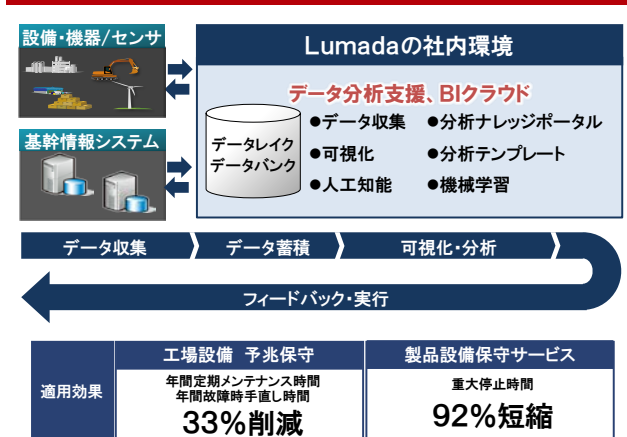 設備・機器/センサ
Lumadaの社内環境
データ分析支援、BIクラウド
データレイク
データバンク
●データ収集
●分析ナレッジポータル
●可視化
●分析テンプレート
●人工知能
●機械学習
基幹情報システム
データ収集
データ蓄積
可視化・分析
フィードバック・実行
適用効果
工場設備 予兆保守
年間定期メンテナンス時間
年間故障時手直し時間
33%削減
製品設備保守サービス
重大停止時間
92%短縮